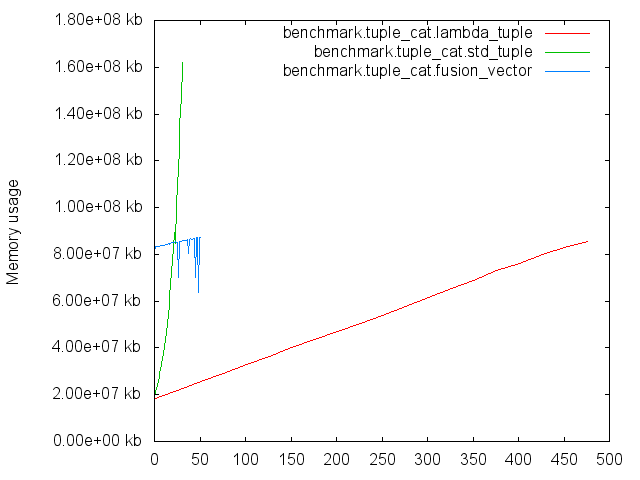 1.80e+08 kb
benchmark.tuple_cat.lambda_tuple
benchmark.tuple_cat.std_tuple
1.60e+08 kb
benchmark.tuple_cat.fusion_vector
1.40e+08 kb
1.20e+08 kb
1.00e+08 kb
Memory usage
8.00e+07 kb
6.00e+07 kb
4.00e+07 kb
2.00e+07 kb
0.00e+00 kb
0 50 100 150 200 250 300 350 400 450 500